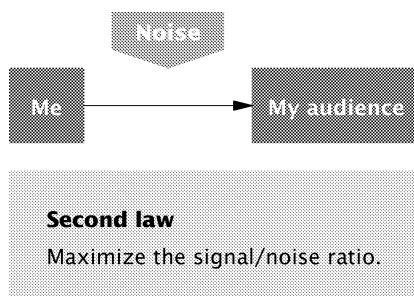 Noise
Me
My audience
Second law
Maximize the signal/noise ratio.